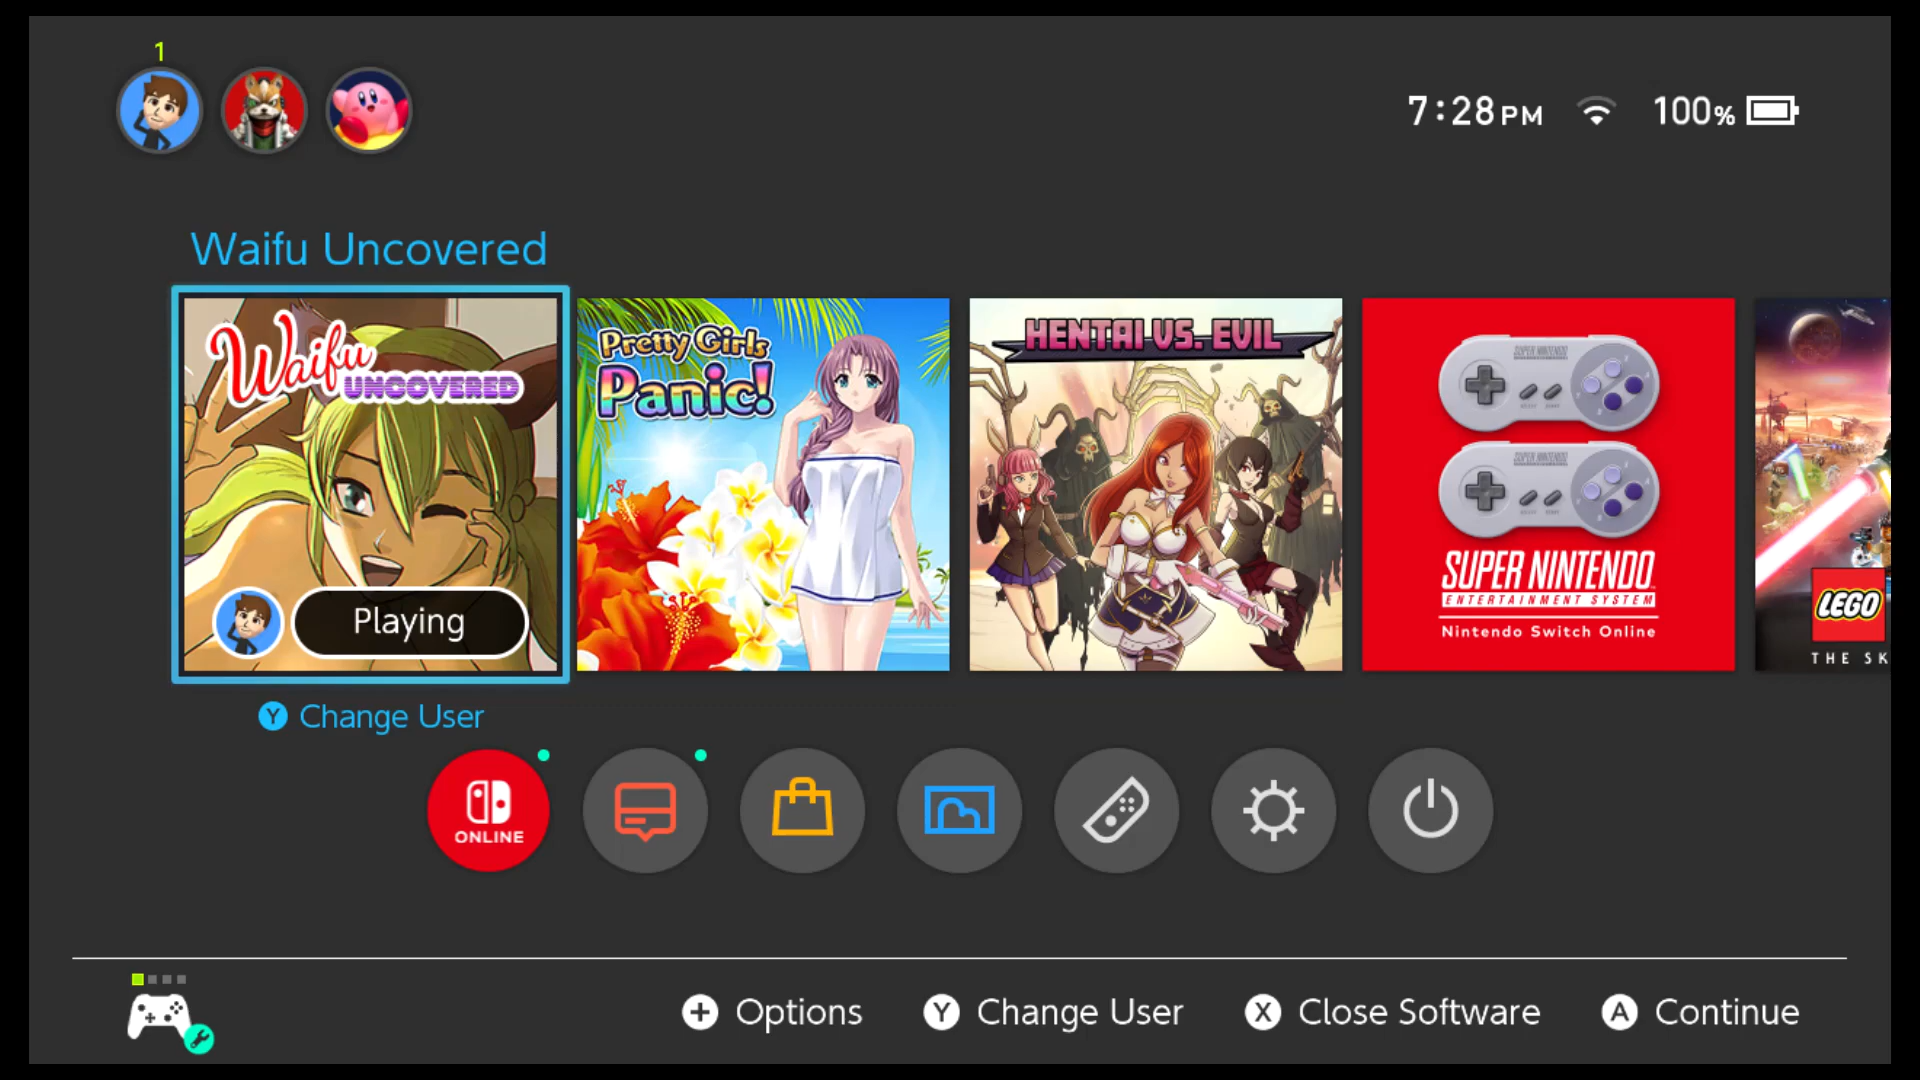 1
7:28PM
100%
Waifu Uncovered
Waifu
UNCOVERED
Playing
Pretty Girls
Panic!
HENTAI VS. EVIL
SUPER NINTENDO
ENTERTAINMENT SYSTEM
Nintendo Switch Online
LEGO
THE SK
Y Change User
ONLINE
+ Options
Y Change User
X Close Software
A Continue